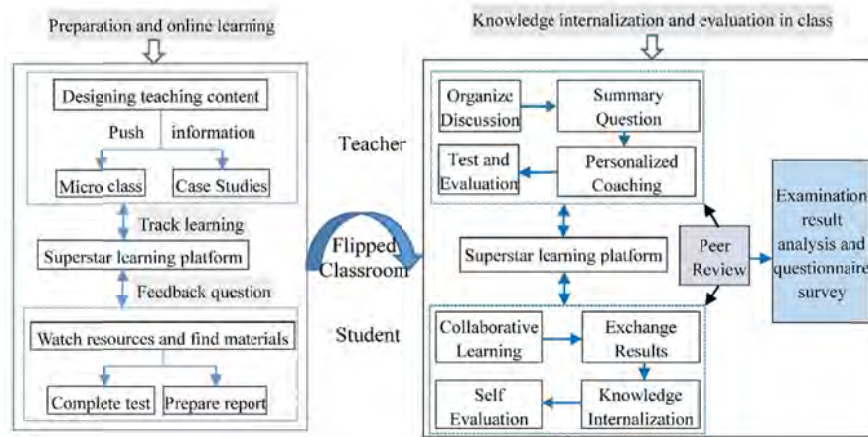 Preparation and online learning
Designing teaching content
Push information
Micro class
Case Studies
Track learning
Superstar learning platform
Feedback question
Watch resources and find materials
Complete test
Prepare report
Teacher
Flipped
Classroom
Student
Knowledge internalization and evaluation in class
Organize
Discussion
Summary
Question
Test and
Evaluation
Personalized
Coaching
Superstar learning platform
Peer
Review
Collaborative
Learning
Exchange
Results
Self
Evaluation
Knowledge
Internalization
Examination
result
analysis and
questionnaire
survey